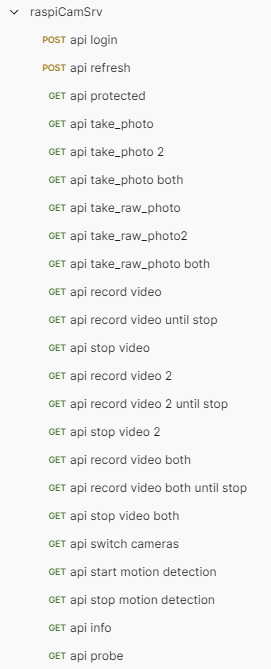 raspiCamSrv
POST api login
POST api refresh
GET api protected
GET api take_photo
GET api take_photo 2
GET api take_photo both
GET api take_raw_photo
GET api take_raw_photo2
GET api take_raw_photo both
GET api record video
GET api record video until stop
GET api stop video
GET api record video 2
GET api record video 2 until stop
GET api stop video 2
GET api record video both
GET api record video both until stop
GET api stop video both
GET api switch cameras
GET api start motion detection
GET api stop motion detection
GET api info
GET api probe